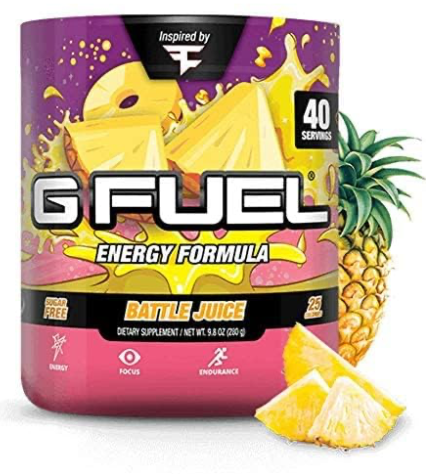 Inspired by
40
SERVINGS
G FUEL®
ENERGY FORMULA
SUGAR
FREE
BATTLE JUICE
25
CALORIES
DIETARY SUPPLEMENT / NET WT. 9.8 OZ (280 g)
ENERGY
FOCUS
ENDURANCE